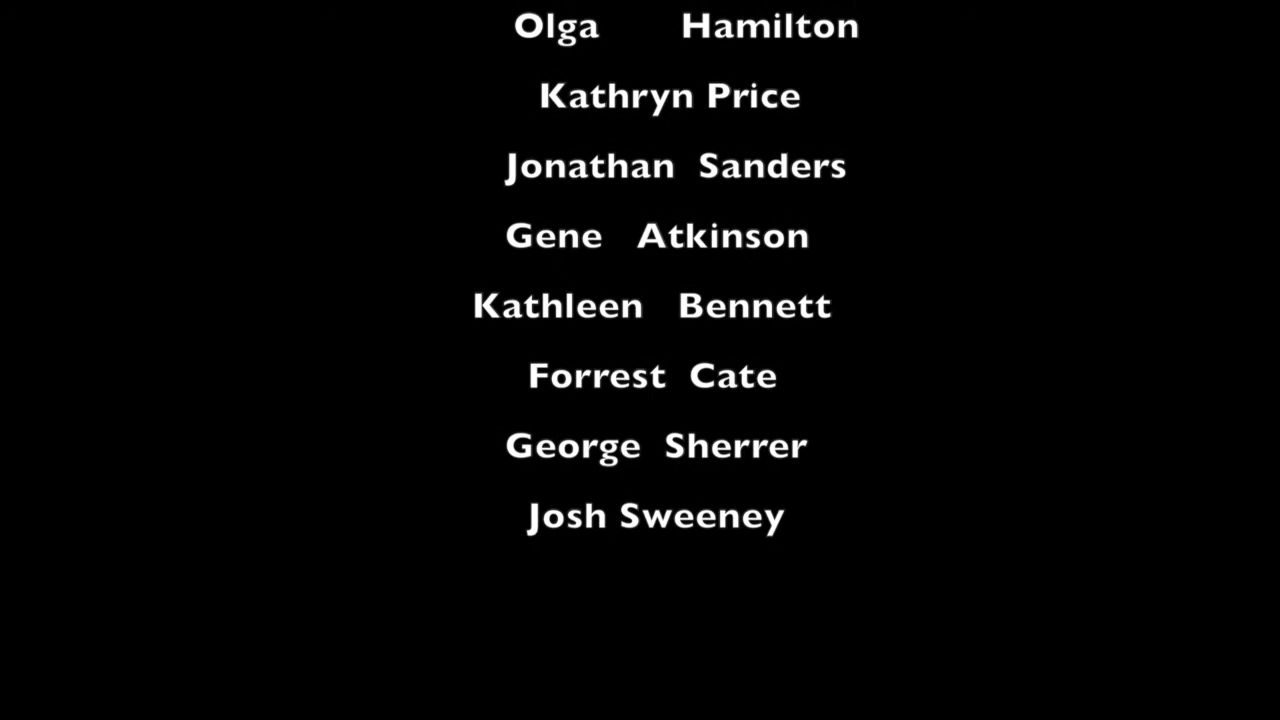 Olga Hamilton
Kathryn Price
Jonathan Sanders
Gene Atkinson
Kathleen Bennett
Forrest Cate
George Sherrer
Josh Sweeney